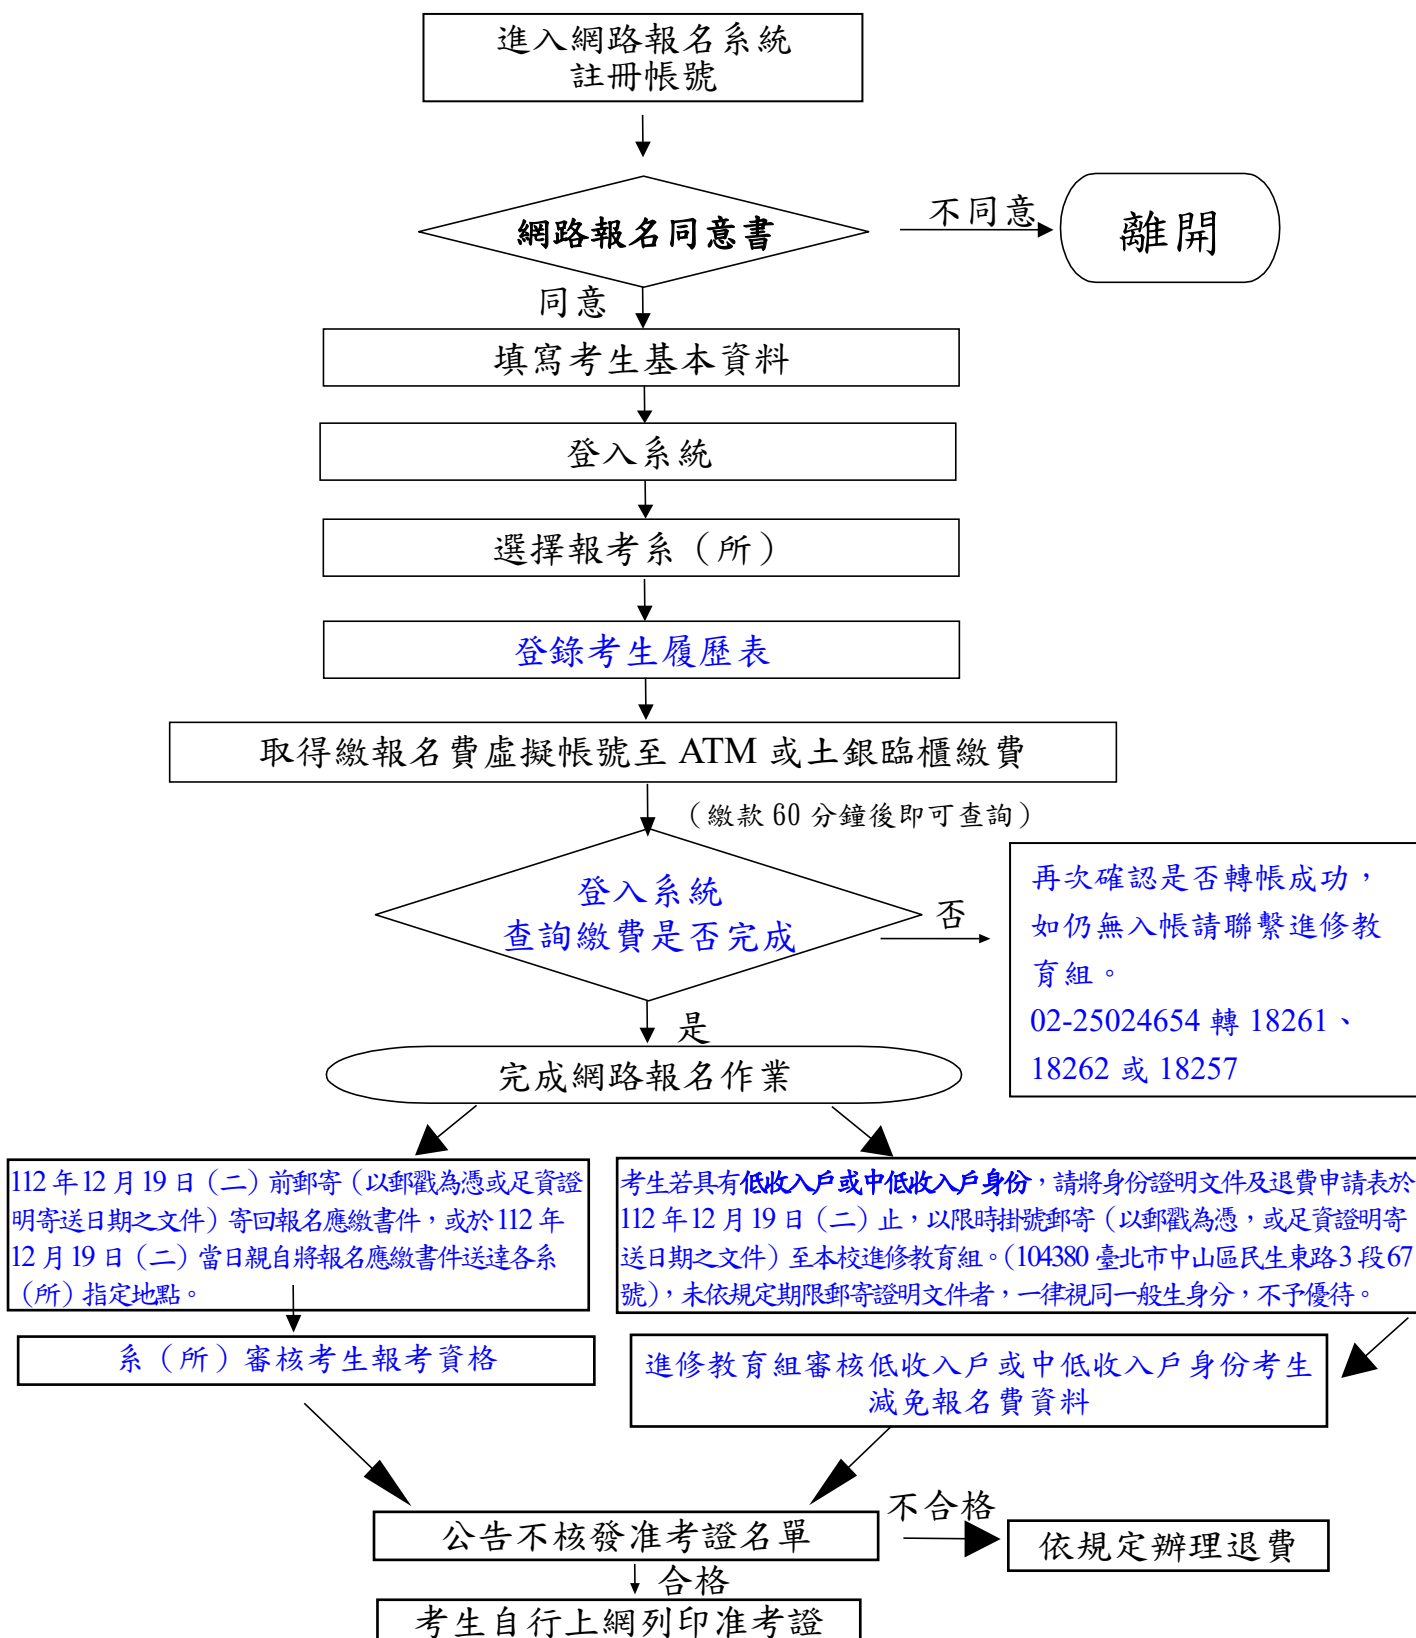 進入網路報名系統
註冊帳號
網路報名同意書
不同意
離開
同意
填寫考生基本資料
登入系統
選擇報考系（所）
登錄考生履歷表
取得繳報名費虛擬帳號至 ATM 或土銀臨櫃繳費
（繳款 60 分鐘後即可查詢）
登入系統
查詢繳費是否完成
否
再次確認是否轉帳成功，
如仍無入帳請聯繫進修教
育組。
02-25024654 轉 18261、
18262 或 18257
是
完成網路報名作業
112 年 12 月 19 日（二）前郵寄（以郵戳為憑或足資證
明寄送日期之文件）寄回報名應繳書件，或於 112 年
12 月 19 日（二）當日親自將報名應繳書件送達各系
（所）指定地點。
考生若具有低收入戶或中低收入戶身份，請將身份證明文件及退費申請表於
112 年 12 月 19 日（二）止，以限時掛號郵寄（以郵戳為憑，或足資證明寄
送日期之文件）至本校進修教育組。(104380 臺北市中山區民生東路 3 段 67
號)，未依規定期限郵寄證明文件者，一律視同一般生身分，不予優待。
系（所）審核考生報考資格
進修教育組審核低收入戶或中低收入戶身份考生
減免報名費資料
公告不核發准考證名單
不合格
依規定辦理退費
合格
考生自行上網列印准考證